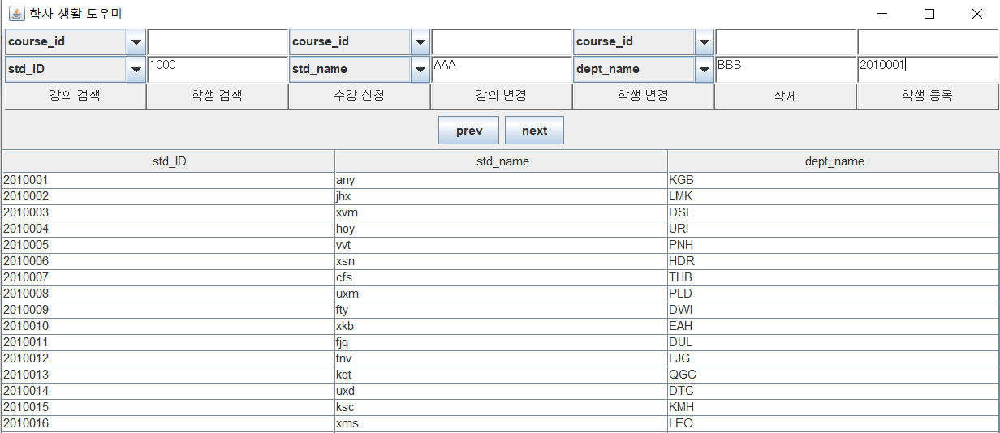 학사 생활 도우미
course_id course_id course_id
std_ID 1000 std_name AAA dept_name BBB 2010001
강의 검색 학생 검색 수강 신청 강의 변경 학생 변경 삭제 학생 등록
prev next
std_ID std_name dept_name
2010001 any KGB
2010002 jhx LMK
2010003 xvm DSE
2010004 hoy URI
2010005 vvt PNH
2010006 xsn HDR
2010007 cfs THB
2010008 uxm PLD
2010009 fty DWI
2010010 xkb EAH
2010011 fjq DUL
2010012 fnv LJG
2010013 kqt QGC
2010014 uxd DTC
2010015 ksc KMH
2010016 xms LEO